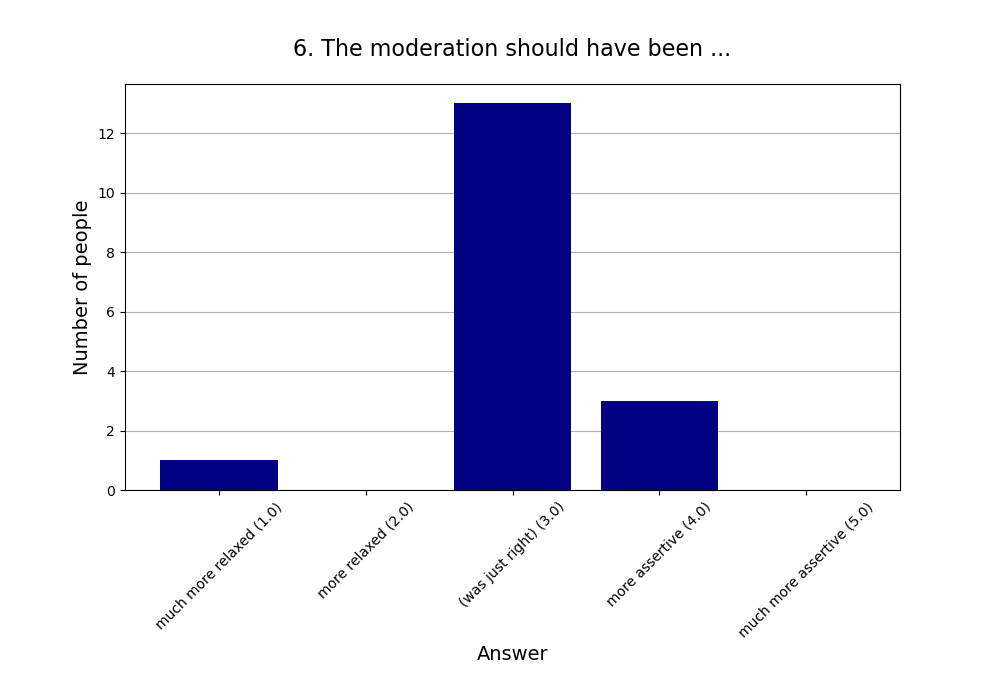 6. The moderation should have been ...
Number of people
12
10
8
6
4
2
0
much more relaxed (1.0)
more relaxed (2.0)
(was just right) (3.0)
more assertive (4.0)
much more assertive (5.0)
Answer